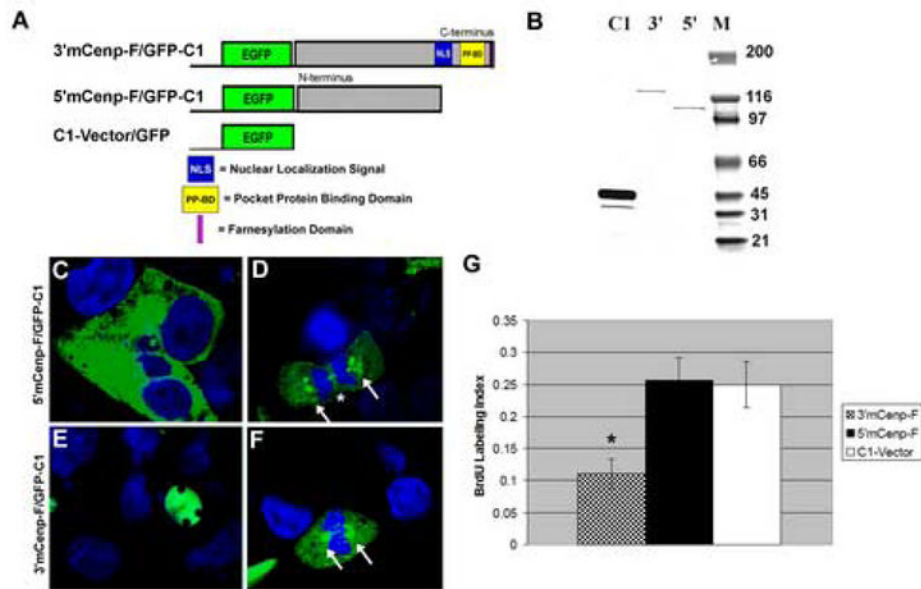 A
C-terminus
3'mCenp-F/GFP-C1
EGFP
NLS
PP-BD
N-terminus
5'mCenp-F/GFP-C1
EGFP
C1-Vector/GFP
EGFP
NLS = Nuclear Localization Signal
PP-BD = Pocket Protein Binding Domain
= Farnesylation Domain
B
C1 3' 5' M
200
116
97
66
45
31
21
5'mCenp-F/GFP-C1
C
D
*
3'mCenp-F/GFP-C1
E
F
G
BrdU Labeling Index
0.35
0.3
0.25
0.2
0.15
0.1
0.05
0
*
3'mCenp-F
5'mCenp-F
C1-Vector